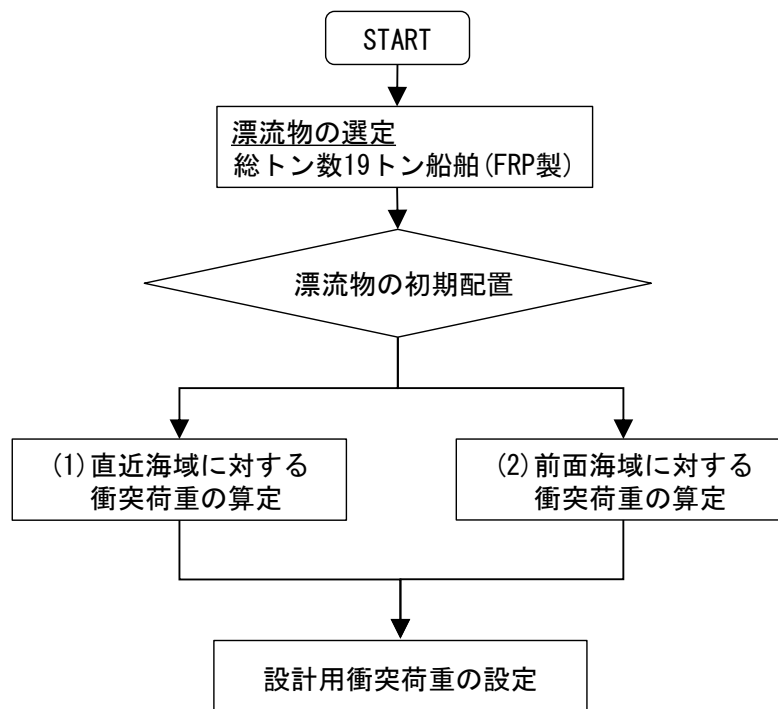 START
漂流物の選定
総トン数19トン船舶(FRP製)
漂流物の初期配置
(1)直近海域に対する
衝突荷重の算定
(2)前面海域に対する
衝突荷重の算定
設計用衝突荷重の設定